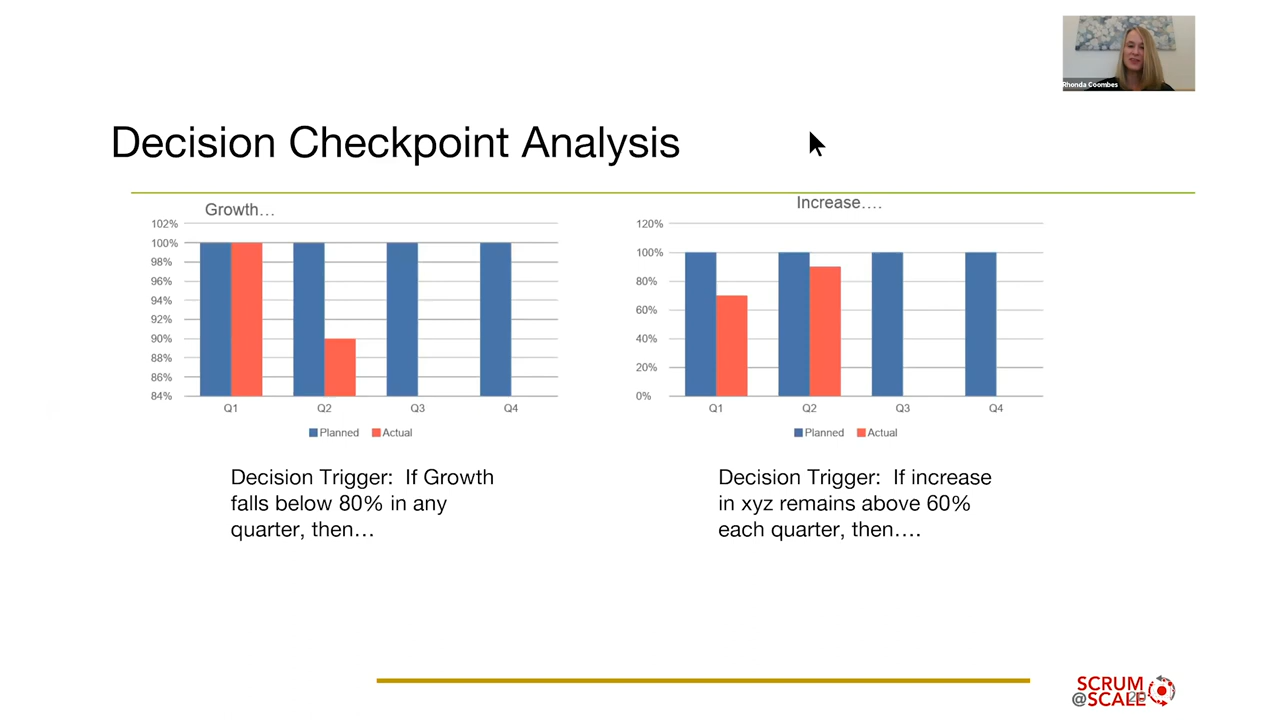 Rhonda Coombes
Decision Checkpoint Analysis
Growth...
102%
100%
98%
96%
94%
92%
90%
88%
86%
84%
Q1 Q2 Q3 Q4
Planned Actual
Increase....
120%
100%
80%
60%
40%
20%
0%
Q1 Q2 Q3 Q4
Planned Actual
Decision Trigger: If Growth
falls below 80% in any
quarter, then...
Decision Trigger: If increase
in xyz remains above 60%
each quarter, then....
SCRUM
@SCALE